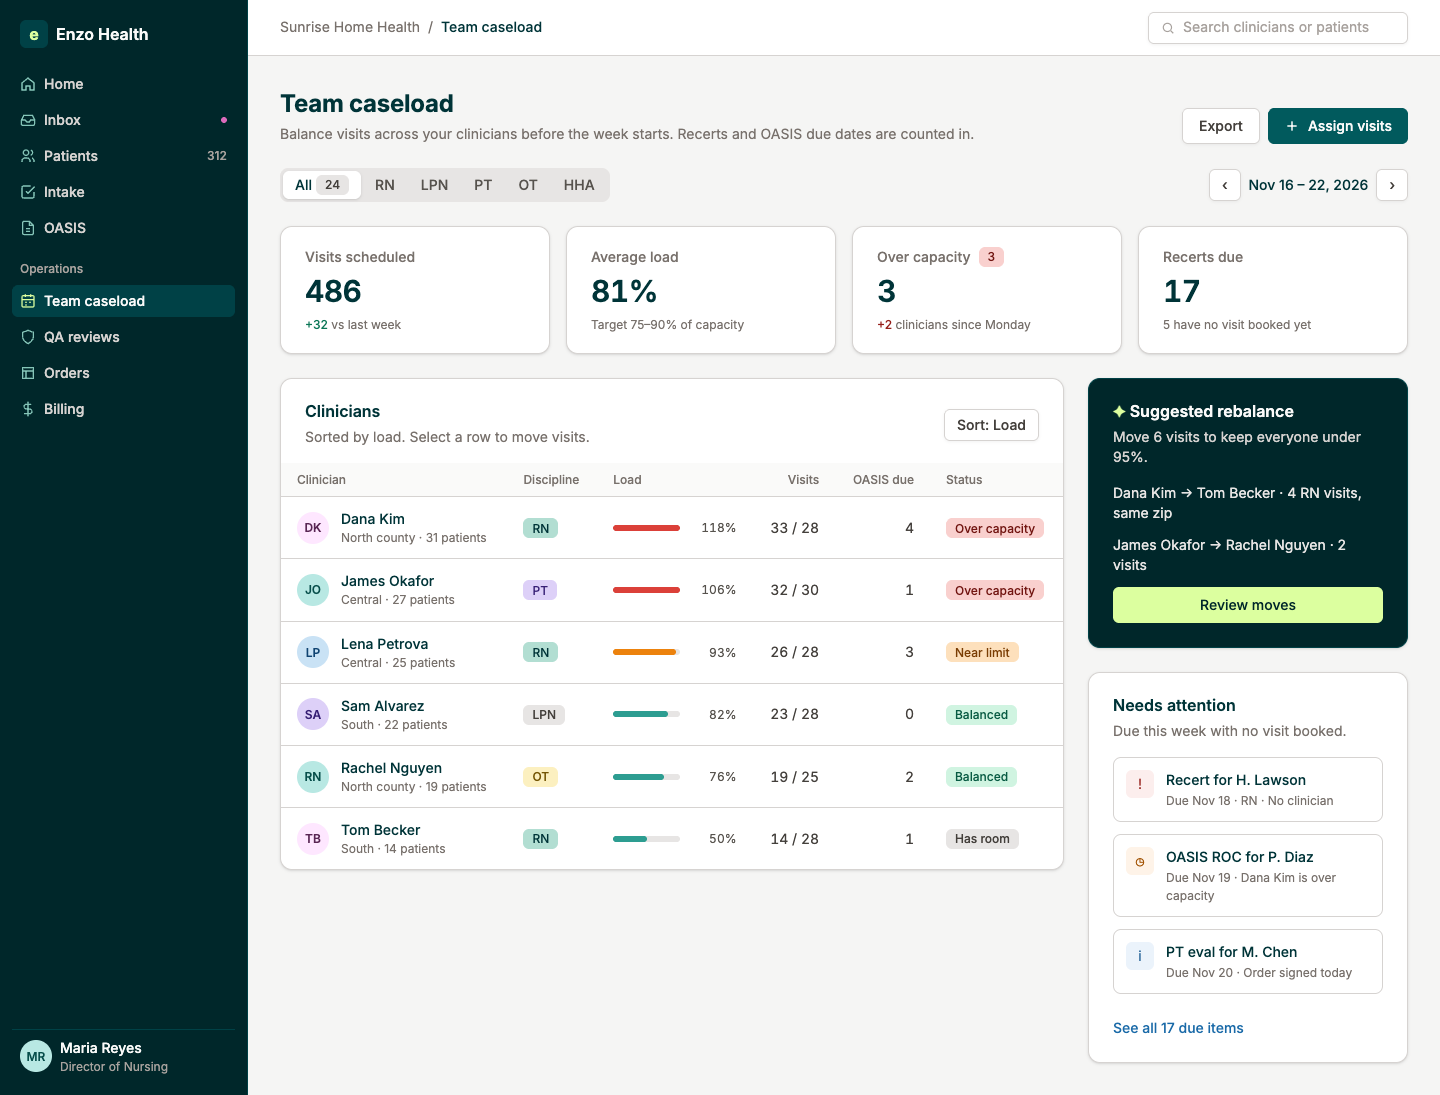 e Enzo Health
Home
Inbox
Patients 312
Intake
OASIS
Operations
Team caseload
QA reviews
Orders
Billing
MR
Maria Reyes
Director of Nursing
Sunrise Home Health / Team caseload
Search clinicians or patients
Team caseload
Balance visits across your clinicians before the week starts. Recerts and OASIS due dates are counted in.
Export
+ Assign visits
All 24 RN LPN PT OT HHA
‹ Nov 16 – 22, 2026 ›
Visits scheduled
486
+32 vs last week
Average load
81%
Target 75–90% of capacity
Over capacity 3
3
+2 clinicians since Monday
Recerts due
17
5 have no visit booked yet
Clinicians
Sorted by load. Select a row to move visits.
Sort: Load
Clinician Discipline Load Visits OASIS due Status
DK Dana Kim RN 118% 33 / 28 4 Over capacity
North county · 31 patients
JO James Okafor PT 106% 32 / 30 1 Over capacity
Central · 27 patients
LP Lena Petrova RN 93% 26 / 28 3 Near limit
Central · 25 patients
SA Sam Alvarez LPN 82% 23 / 28 0 Balanced
South · 22 patients
RN Rachel Nguyen OT 76% 19 / 25 2 Balanced
North county · 19 patients
TB Tom Becker RN 50% 14 / 28 1 Has room
South · 14 patients
✦ Suggested rebalance
Move 6 visits to keep everyone under
95%.
Dana Kim → Tom Becker · 4 RN visits,
same zip
James Okafor → Rachel Nguyen · 2
visits
Review moves
Needs attention
Due this week with no visit booked.
! Recert for H. Lawson
Due Nov 18 · RN · No clinician
◷ OASIS ROC for P. Diaz
Due Nov 19 · Dana Kim is over
capacity
i PT eval for M. Chen
Due Nov 20 · Order signed today
See all 17 due items